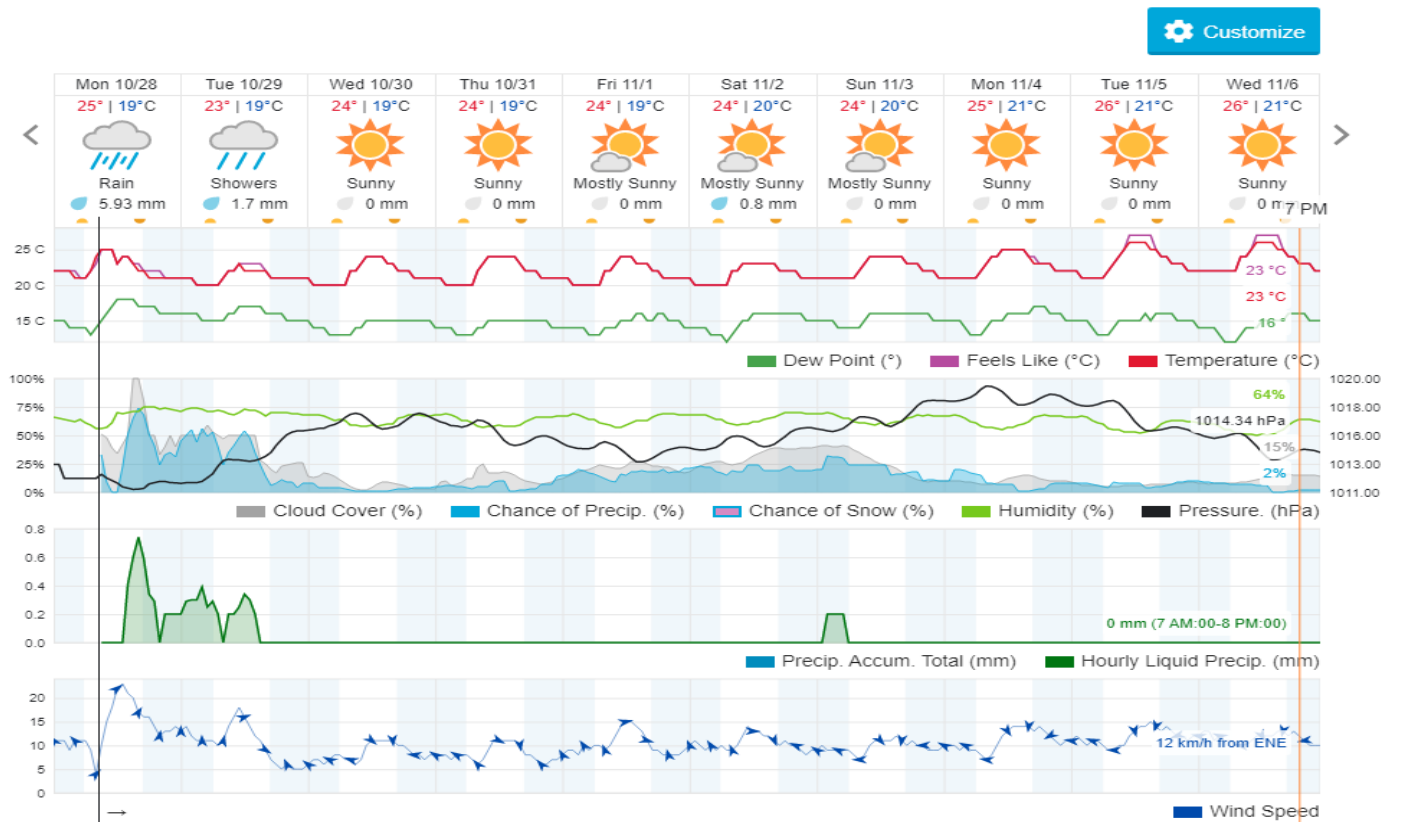 Customize
Mon 10/28 Tue 10/29 Wed 10/30 Thu 10/31 Fri 11/1 Sat 11/2 Sun 11/3 Mon 11/4 Tue 11/5 Wed 11/6
25° | 19°C 23° | 19°C 24° | 19°C 24° | 19°C 24° | 19°C 24° | 20°C 24° | 20°C 25° | 21°C 26° | 21°C 26° | 21°C
Rain Showers Sunny Sunny Mostly Sunny Mostly Sunny Mostly Sunny Sunny Sunny Sunny
5.93 mm 1.7 mm 0 mm 0 mm 0 mm 0.8 mm 0 mm 0 mm 0 mm 0 m
7 PM
25 C
20 C
15 C
23 °C
23 °C
16 °
Dew Point (°) Feels Like (°C) Temperature (°C)
100% 1020.00
75% 1018.00
50% 1016.00
25% 1013.00
0% 1011.00
64%
1014.34 hPa
15%
2%
Cloud Cover (%) Chance of Precip. (%) Chance of Snow (%) Humidity (%) Pressure. (hPa)
0.8
0.6
0.4
0.2
0.0
0 mm (7 AM:00-8 PM:00)
Precip. Accum. Total (mm) Hourly Liquid Precip. (mm)
20
15
10
5
0
12 km/h from ENE
Wind Speed